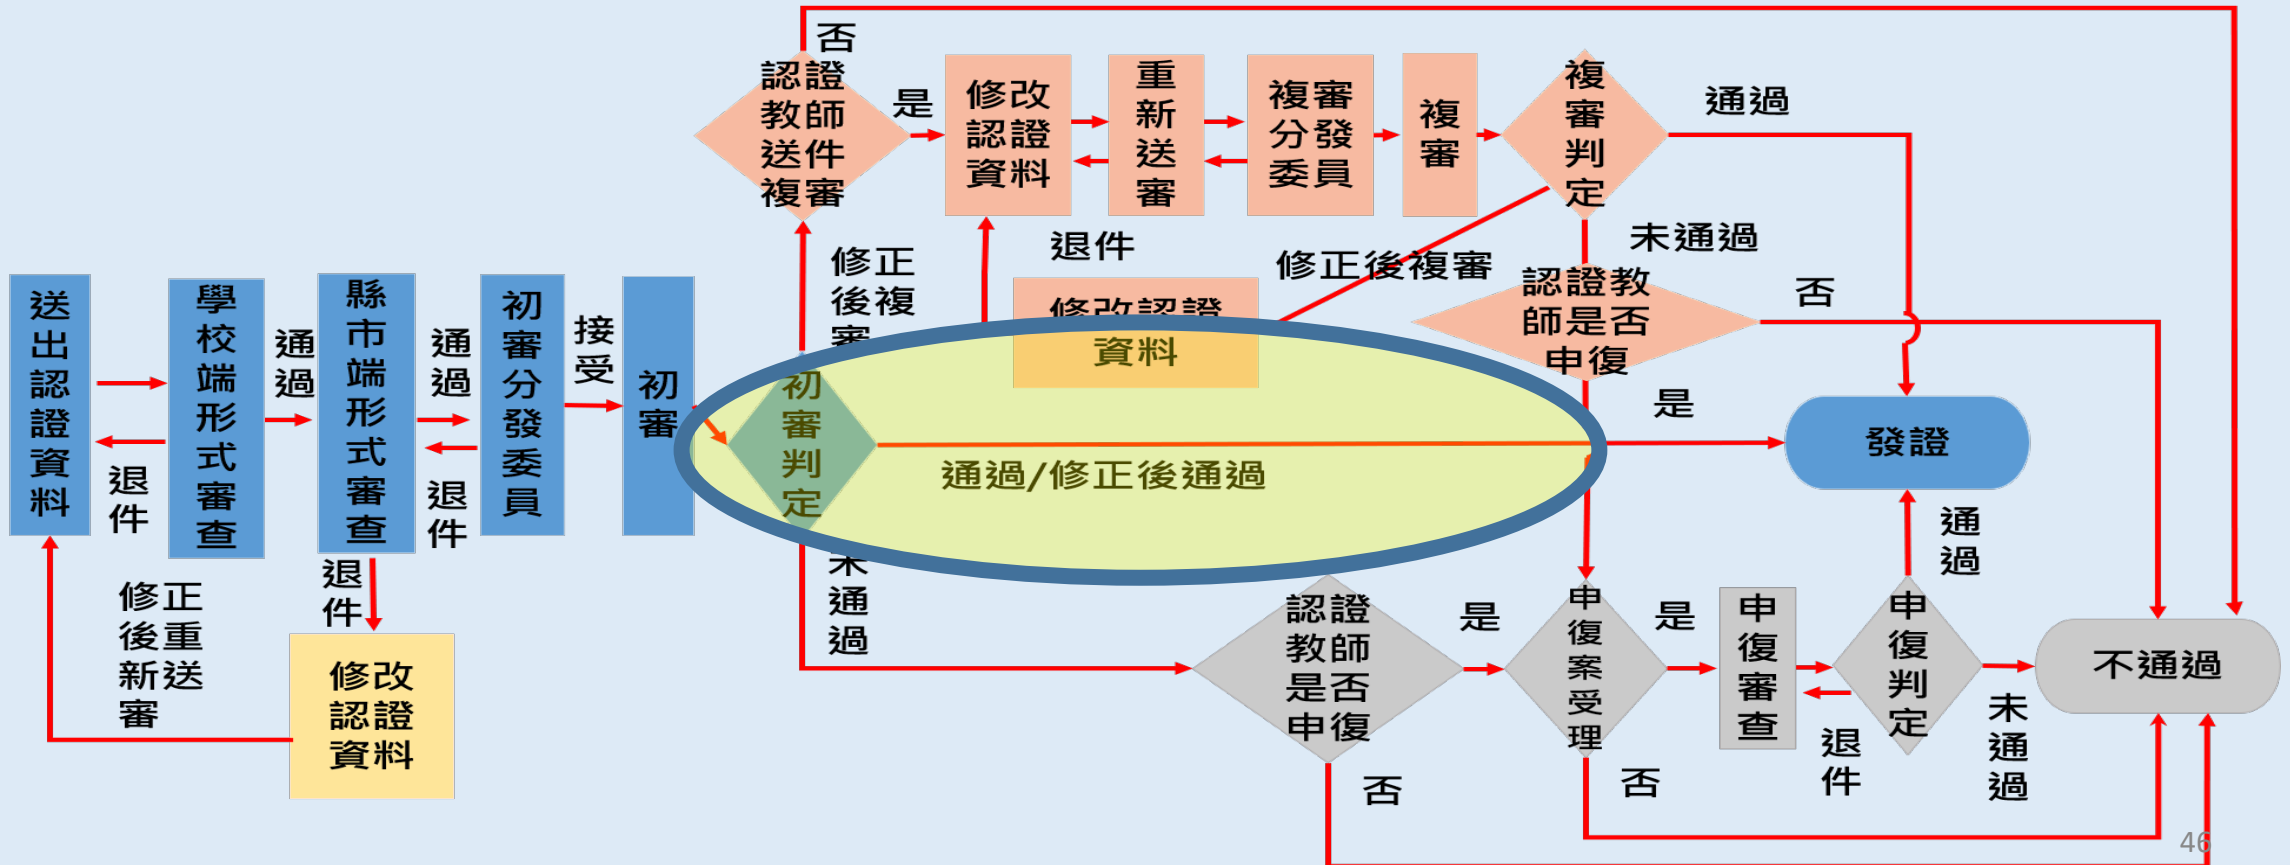 否
認證
教師
送件
複審
是
修改
認證
資料
重新送審
複審
分發
委員
複審
複審判定
通過
退件
修正後複審
未通過
修正
後複
審
修改認證
資料
認證教
師是否
申復
否
是
送出認證資料
退件
學校端形式審查
通過
縣市端形式審查
通過
退件
初審分發委員
接受
初審
初審判定
通過/修正後通過
發證
退件
修正
後重
新送
審
修改
認證
資料
未通過
認證
教師
是否
申復
是
否
申復案受理
是
否
申復審查
申復判定
退件
通過
未通過
不通過
46